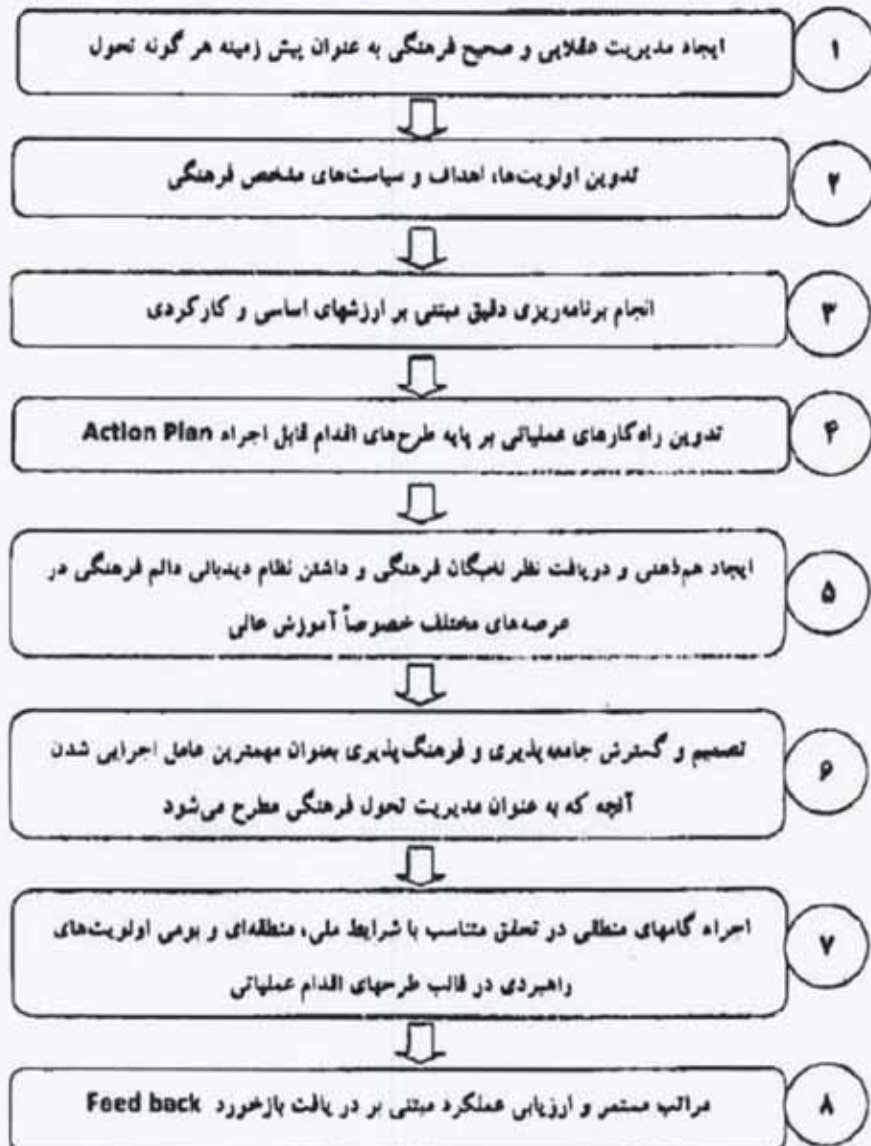 ۱
ایجاد مدیریت عقلایی و صحیح فرهنگی به عنوان پیش زمینه هر گونه تحول
۲
تدوین اولویت‌ها، اهداف و سیاست‌های مشخص فرهنگی
۳
انجام برنامه‌ریزی دقیق مبتنی بر ارزشهای اساسی و کارکردی
۴
تدوین راه‌کارهای عملیاتی بر پایه طرح‌های اقدام قابل اجراء Action Plan
۵
ایجاد هم‌ذهنی و دریافت نظر نخبگان فرهنگی و داشتن نظام دیدبانی دائم فرهنگی در
عرصه‌های مختلف خصوصاً آموزش عالی
۶
تصمیم و گسترش جامعه‌پذیری و فرهنگ‌پذیری بعنوان مهمترین عامل اجرایی شدن
آنچه که به عنوان مدیریت تحول فرهنگی مطرح می‌شود
۷
اجراء گامهای منطقی در تحقق متناسب با شرایط ملی، منطقه‌ای و بومی اولویت‌های
راهبردی در قالب طرحهای اقدام عملیاتی
۸
مراتب مستمر و ارزیابی عملکرد مبتنی بر در یافت بازخورد Feed back